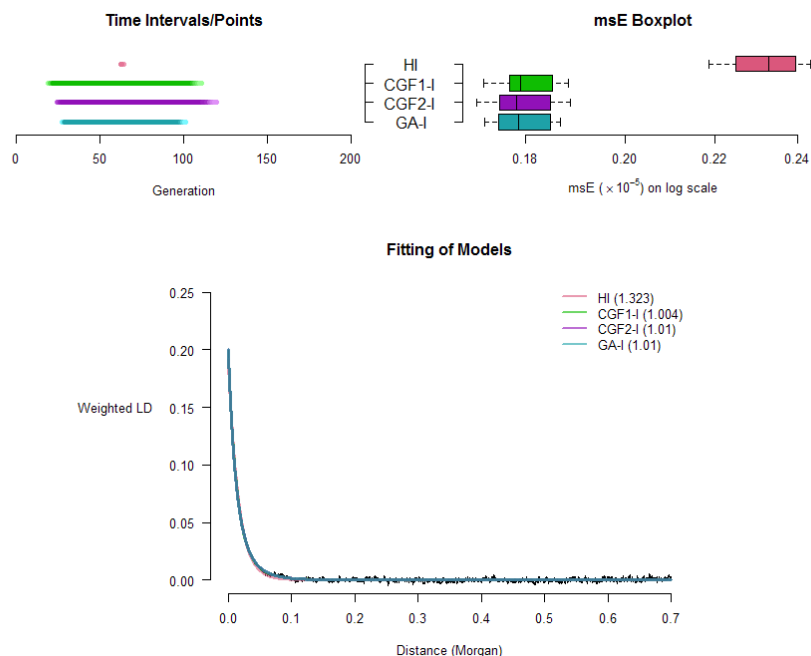 Time Intervals/Points
msE Boxplot
HI
CGF1-I
CGF2-I
GA-I
0 50 100 150 200
0.18 0.20 0.22 0.24
Generation
msE (×10⁻⁵) on log scale
Fitting of Models
0.25
0.20
0.15
0.10
0.05
0.00
Weighted LD
HI (1.323)
CGF1-I (1.004)
CGF2-I (1.01)
GA-I (1.01)
0.0 0.1 0.2 0.3 0.4 0.5 0.6 0.7
Distance (Morgan)